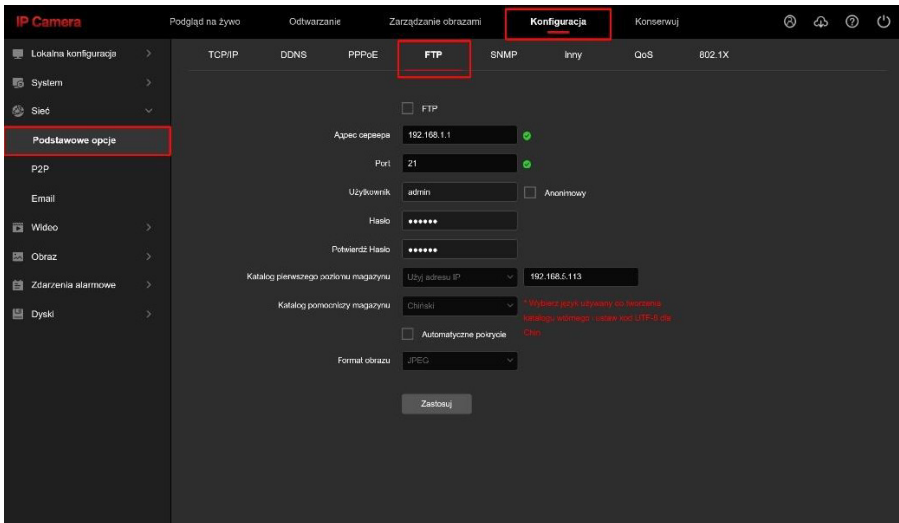 IP Camera
Podgląd na żywo
Odtwarzanie
Zarządzanie obrazami
Konfiguracja
Konserwuj
Lokalna konfiguracja
TCP/IP
DDNS
PPPoE
FTP
SNMP
Inny
QoS
802.1X
System
Sieć
Podstawowe opcje
P2P
Email
Wideo
Obraz
Zdarzenia alarmowe
Dyski
FTP
Адрес сервера
192.168.1.1
Port
21
Użytkownik
admin
Anonimowy
Hasło
••••••
Potwierdź Hasło
••••••
Katalog pierwszego poziomu magazynu
Użyj adresu IP
192.168.5.113
Katalog pomocniczy magazynu
Chiński
* Wybierz język używany do tworzenia
katalogu wtórnego i ustaw kod UTF-8 dla
Chin
Automatyczne pokrycie
Format obrazu
JPEG
Zastosuj